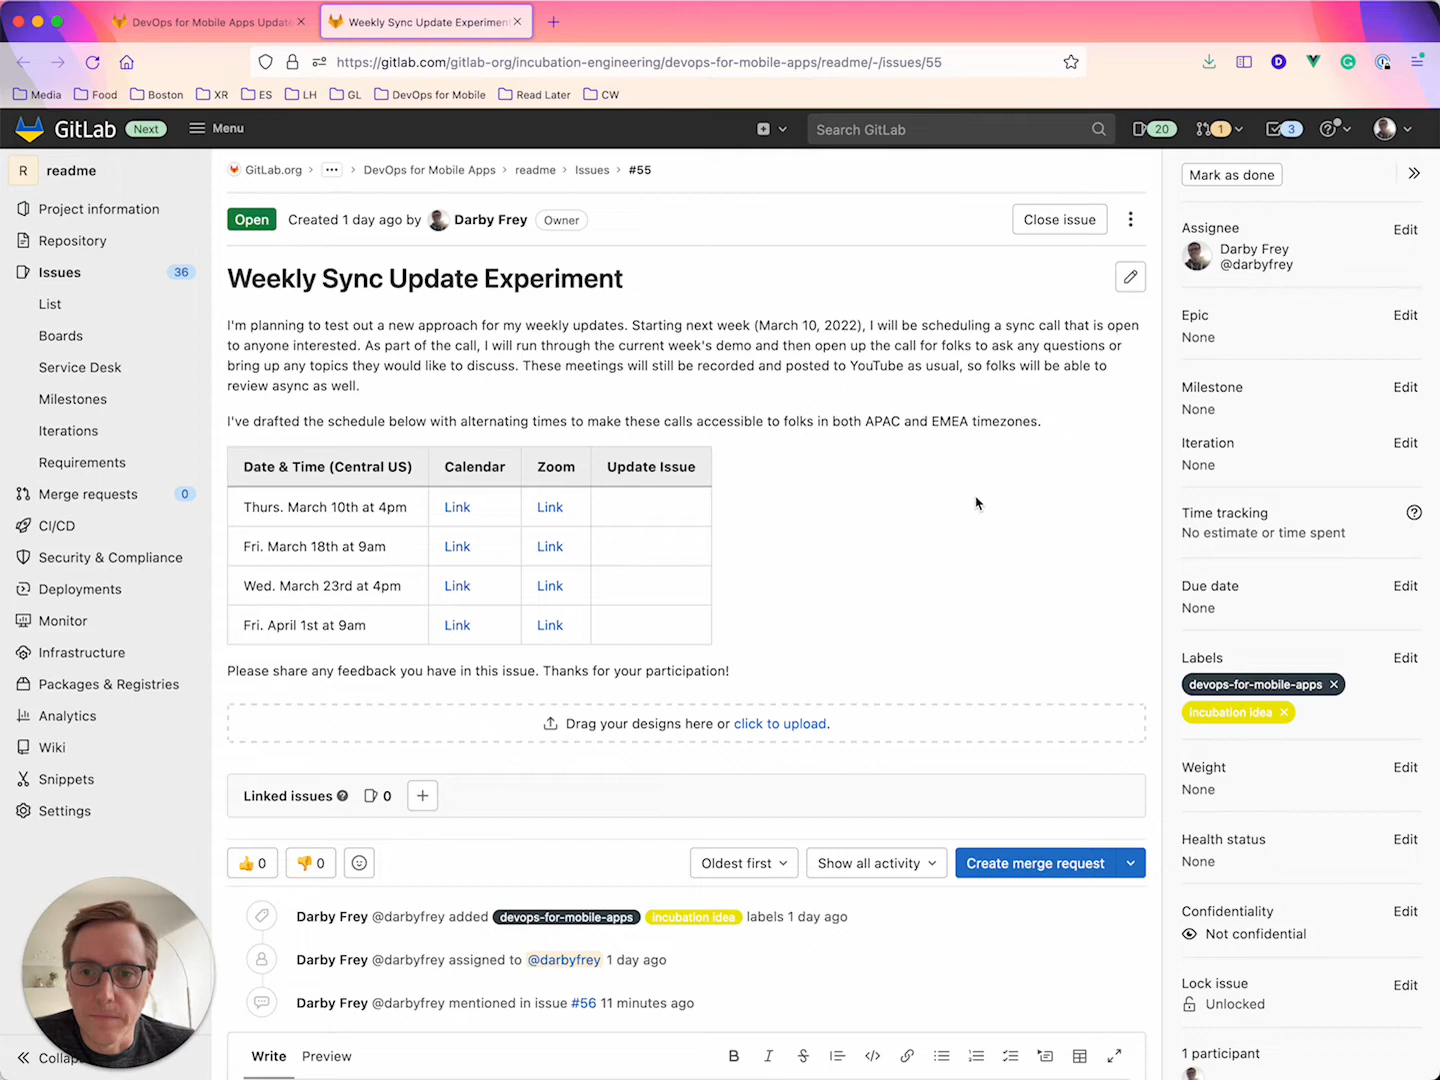 DevOps for Mobile Apps Update
Weekly Sync Update Experiment
https://gitlab.com/gitlab-org/incubation-engineering/devops-for-mobile-apps/readme/-/issues/55
Media Food Boston XR ES LH GL DevOps for Mobile Read Later CW
GitLab Next Menu Search GitLab 20 1 3
R readme
Project information
Repository
Issues 36
List
Boards
Service Desk
Milestones
Iterations
Requirements
Merge requests 0
CI/CD
Security & Compliance
Deployments
Monitor
Infrastructure
Packages & Registries
Analytics
Wiki
Snippets
Settings
GitLab.org ... DevOps for Mobile Apps readme Issues #55
Open Created 1 day ago by Darby Frey Owner Close issue
Weekly Sync Update Experiment
I'm planning to test out a new approach for my weekly updates. Starting next week (March 10, 2022), I will be scheduling a sync call that is open
to anyone interested. As part of the call, I will run through the current week's demo and then open up the call for folks to ask any questions or
bring up any topics they would like to discuss. These meetings will still be recorded and posted to YouTube as usual, so folks will be able to
review async as well.
I've drafted the schedule below with alternating times to make these calls accessible to folks in both APAC and EMEA timezones.
Date & Time (Central US) Calendar Zoom Update Issue
Thurs. March 10th at 4pm Link Link
Fri. March 18th at 9am Link Link
Wed. March 23rd at 4pm Link Link
Fri. April 1st at 9am Link Link
Please share any feedback you have in this issue. Thanks for your participation!
Drag your designs here or click to upload.
Linked issues 0
0 0 Oldest first Show all activity Create merge request
Darby Frey @darbyfrey added devops-for-mobile-apps incubation idea labels 1 day ago
Darby Frey @darbyfrey assigned to @darbyfrey 1 day ago
Darby Frey @darbyfrey mentioned in issue #56 11 minutes ago
Write Preview
Mark as done
Assignee Edit
Darby Frey
@darbyfrey
Epic Edit
None
Milestone Edit
None
Iteration Edit
None
Time tracking
No estimate or time spent
Due date Edit
None
Labels Edit
devops-for-mobile-apps
incubation idea
Weight Edit
None
Health status Edit
None
Confidentiality Edit
Not confidential
Lock issue Edit
Unlocked
1 participant